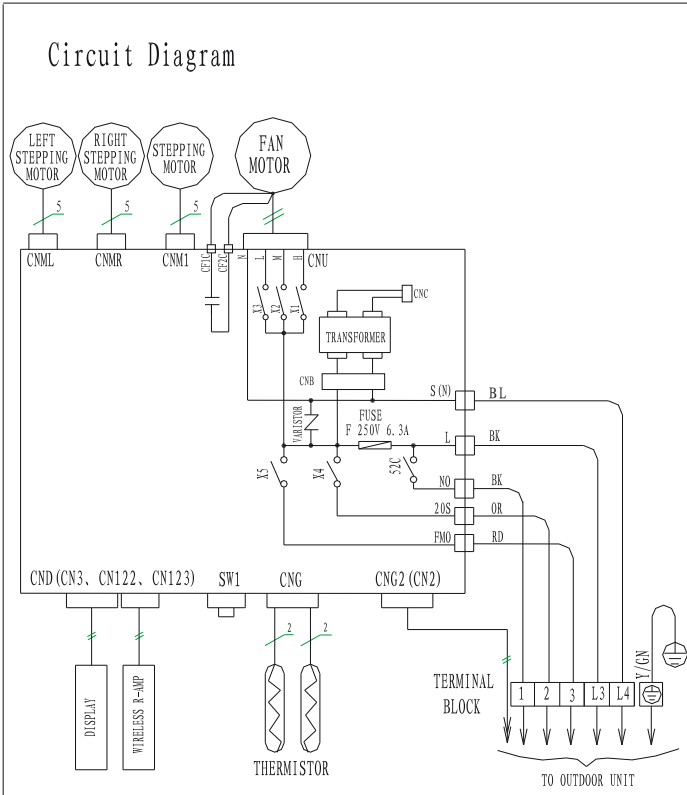 Circuit Diagram
LEFT
STEPPING
MOTOR
RIGHT
STEPPING
MOTOR
STEPPING
MOTOR
FAN
MOTOR
5
5
5
CNML
CNMR
CNM1
CF1C
CF2C
N
L
M
H
CNU
X3
X2
X1
CNC
TRANSFORMER
CNB
S(N)
BL
VARISTOR
FUSE
F 250V 6.3A
L
BK
X5
X4
52C
NO
BK
20S
OR
FMO
RD
CND(CN3、CN122、CN123)
SW1
CNG
CNG2(CN2)
2
2
DISPLAY
WIRELESS R-AMP
THERMISTOR
TERMINAL
BLOCK
1
2
3
L3
L4
Y/GN
TO OUTDOOR UNIT